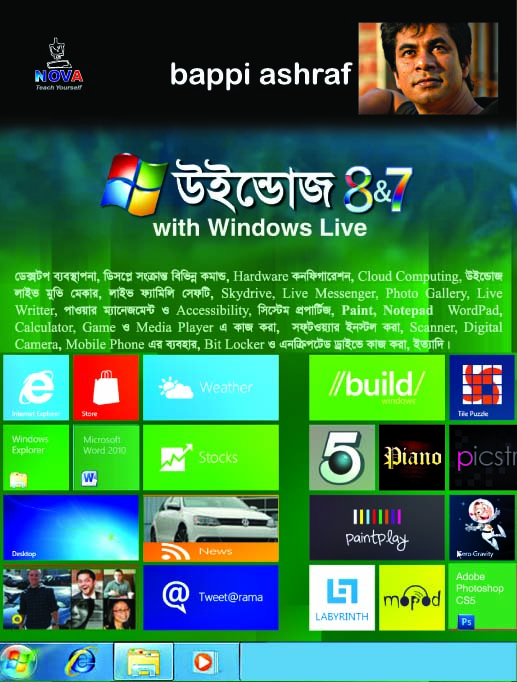 NOVA
Teach Yourself
bappi ashraf
উইন্ডোজ 8&7
with Windows Live
ডেক্সটপ ব্যবস্থাপনা, ডিসপ্লে সংক্রান্ত বিভিন্ন কমান্ড, Hardware কনফিগারেশন, Cloud Computing, উইন্ডোজ
লাইভ মুভি মেকার, লাইভ ফ্যামিলি সেফটি, Skydrive, Live Messenger, Photo Gallery, Live
Writter, পাওয়ার ম্যানেজমেন্ট ও Accessibility, সিস্টেম প্রপার্টিজ, Paint, Notepad WordPad,
Calculator, Game ও Media Player এ কাজ করা, সফ্টওয়্যার ইনস্টল করা, Scanner, Digital
Camera, Mobile Phone এর ব্যবহার, Bit Locker ও এনক্রিপটেড ড্রাইভে কাজ করা, ইত্যাদি।
Internet Explorer
Store
Weather
//build/
windows
Tile Puzzle
Windows
Explorer
Microsoft
Word 2010
Stocks
5
Piano
picstr
Desktop
News
paintplay
Zero Gravity
Tweet@rama
LABYRINTH
mopod
Adobe
Photoshop
CS5
Ps